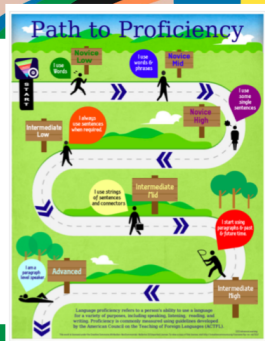 Path to Proficiency
START
I use
Words
Novice
Low
I use
words &
phrases
Novice
Mid
I use
some
single
sentences
Novice
High
I always
use sentences
when required
Intermediate
Low
I use strings
of sentences
and connectors
Intermediate
Mid
I start using
paragraphs & past
& future time.
Intermediate
High
I am a
paragraph
level speaker.
Advanced
Language proficiency refers to a person's ability to use a language
for a variety of purposes, including speaking, listening, reading, and
writing. Proficiency is commonly measured using guidelines developed
by the American Council on the Teaching of Foreign Languages (ACTFL).